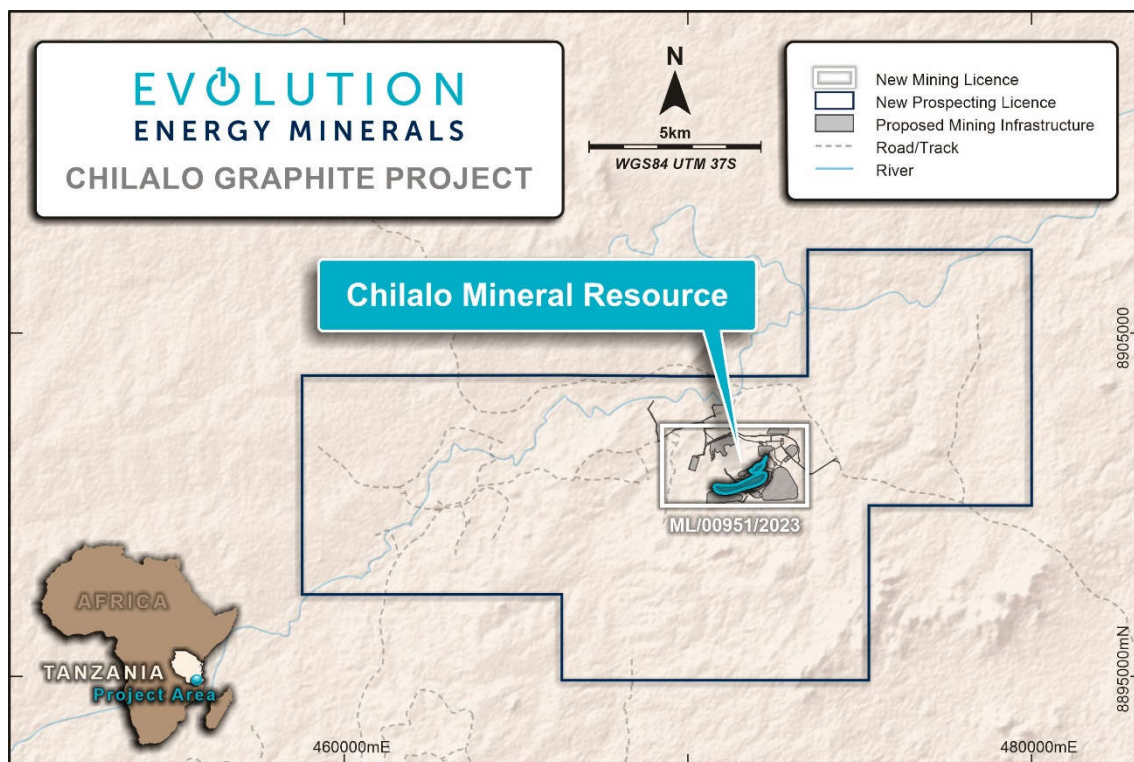 EVOLUTION
ENERGY MINERALS
CHILALO GRAPHITE PROJECT
N
5km
WGS84 UTM 37S
New Mining Licence
New Prospecting Licence
Proposed Mining Infrastructure
Road/Track
River
Chilalo Mineral Resource
8905000
ML/00951/2023
AFRICA
TANZANIA
Project Area
8895000mN
460000mE
480000mE